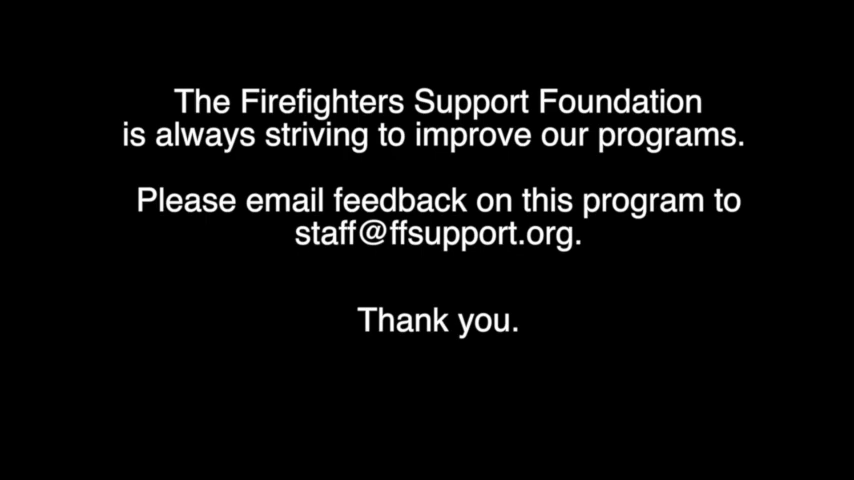 The Firefighters Support Foundation
is always striving to improve our programs.
Please email feedback on this program to
staff@ffsupport.org.
Thank you.